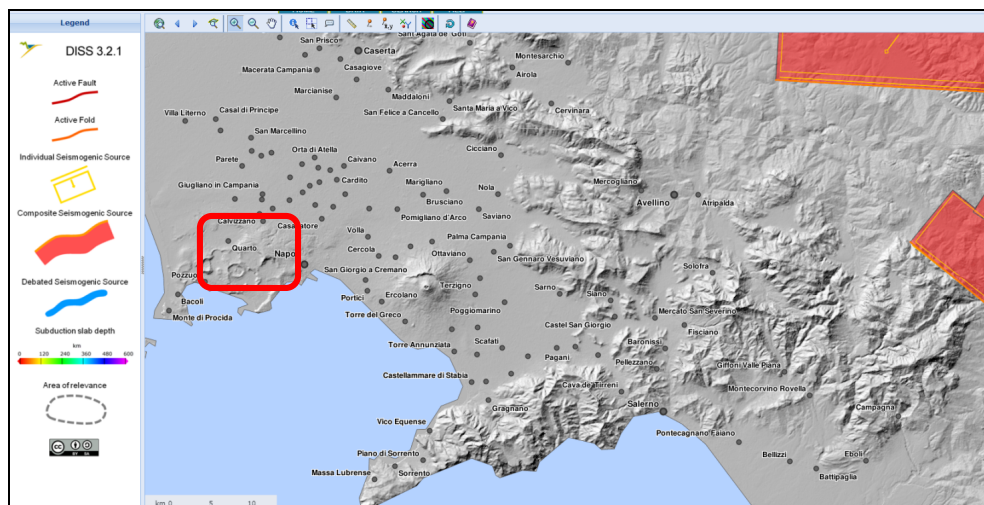 Legend
DISS 3.2.1
Active Fault
Active Fold
Individual Seismogenic Source
Composite Seismogenic Source
Debated Seismogenic Source
Subduction slab depth
km
0 120 240 360 480 600
Area of relevance
cc BY SA
x,y
San Prisco
Sant'Agata de' Goti
Caserta
Montesarchio
Macerata Campania
Casagiove
Airola
Marcianise
Maddaloni
Villa Literno
Casal di Principe
San Felice a Cancello
Santa Maria a Vico
Cervinara
San Marcellino
Orta di Atella
Cicciano
Parete
Caivano
Acerra
Giugliano in Campania
Cardito
Marigliano
Nola
Mercogliano
Brusciano
Avellino
Atripalda
Calvizzano
Casavatore
Pomigliano d'Arco
Saviano
Volla
Palma Campania
Quarto
Napo
Cercola
Ottaviano
San Gennaro Vesuviano
Pozzuo
San Giorgio a Cremano
Solofra
Terzigno
Sarno
Siano
Bacoli
Portici
Ercolano
Monte di Procida
Torre del Greco
Poggiomarino
Mercato San Severino
Castel San Giorgio
Fisciano
Torre Annunziata
Scafati
Baronissi
Pagani
Pellezzano
Giffoni Valle Piana
Castellammare di Stabia
Cava de' Tirreni
Montecorvino Rovella
Gragnano
Salerno
Campagna
Vico Equense
Pontecagnano Faiano
Piano di Sorrento
Bellizzi
Eboli
Massa Lubrense
Sorrento
Battipaglia
km 0 5 10